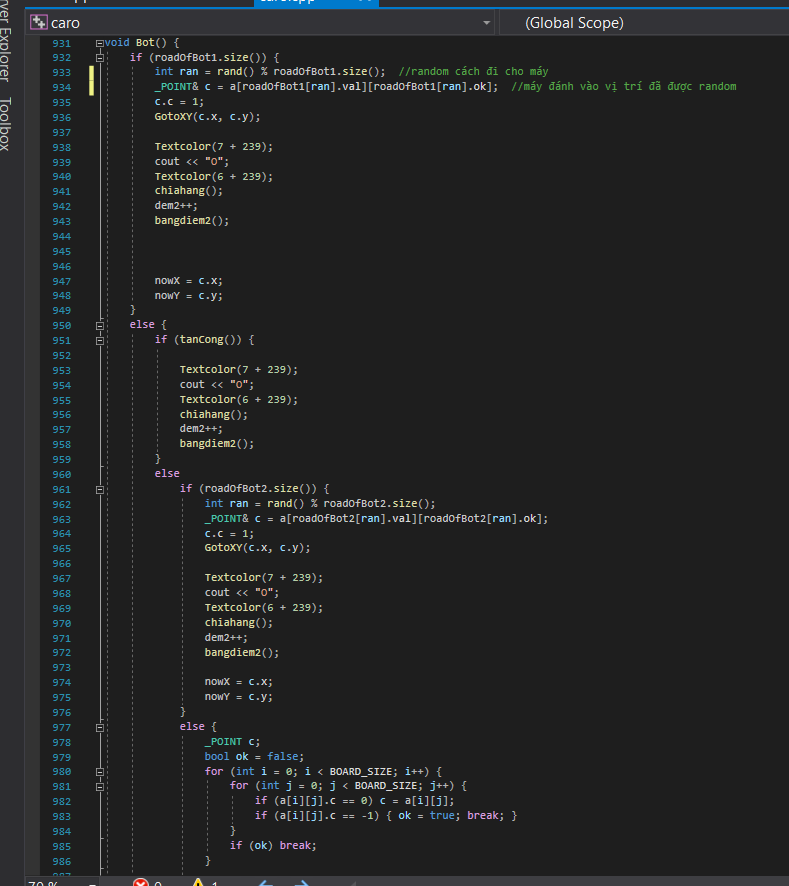 rver Explorer
Toolbox
caro
(Global Scope)
931 void Bot() {
932 if (roadOfBot1.size()) {
933 int ran = rand() % roadOfBot1.size(); //random cách đi cho máy
934 _POINT& c = a[roadOfBot1[ran].val][roadOfBot1[ran].ok]; //máy đánh vào vị trí đã được random
935 c.c = 1;
936 GotoXY(c.x, c.y);
937
938 Textcolor(7 + 239);
939 cout << "O";
940 Textcolor(6 + 239);
941 chiahang();
942 dem2++;
943 bangdiem2();
944
945
946
947 nowX = c.x;
948 nowY = c.y;
949 }
950 else {
951 if (tanCong()) {
952
953 Textcolor(7 + 239);
954 cout << "O";
955 Textcolor(6 + 239);
956 chiahang();
957 dem2++;
958 bangdiem2();
959 }
960 else
961 if (roadOfBot2.size()) {
962 int ran = rand() % roadOfBot2.size();
963 _POINT& c = a[roadOfBot2[ran].val][roadOfBot2[ran].ok];
964 c.c = 1;
965 GotoXY(c.x, c.y);
966
967 Textcolor(7 + 239);
968 cout << "O";
969 Textcolor(6 + 239);
970 chiahang();
971 dem2++;
972 bangdiem2();
973
974 nowX = c.x;
975 nowY = c.y;
976 }
977 else {
978 _POINT c;
979 bool ok = false;
980 for (int i = 0; i < BOARD_SIZE; i++) {
981 for (int j = 0; j < BOARD_SIZE; j++) {
982 if (a[i][j].c == 0) c = a[i][j];
983 if (a[i][j].c == -1) { ok = true; break; }
984 }
985 if (ok) break;
986 }